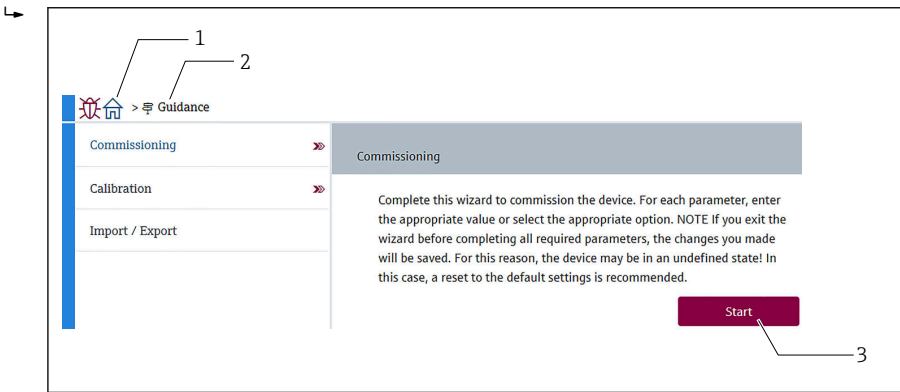 1
2
> Guidance
Commissioning
Calibration
Import / Export
Commissioning
Complete this wizard to commission the device. For each parameter, enter
the appropriate value or select the appropriate option. NOTE If you exit the
wizard before completing all required parameters, the changes you made
will be saved. For this reason, the device may be in an undefined state! In
this case, a reset to the default settings is recommended.
Start
3